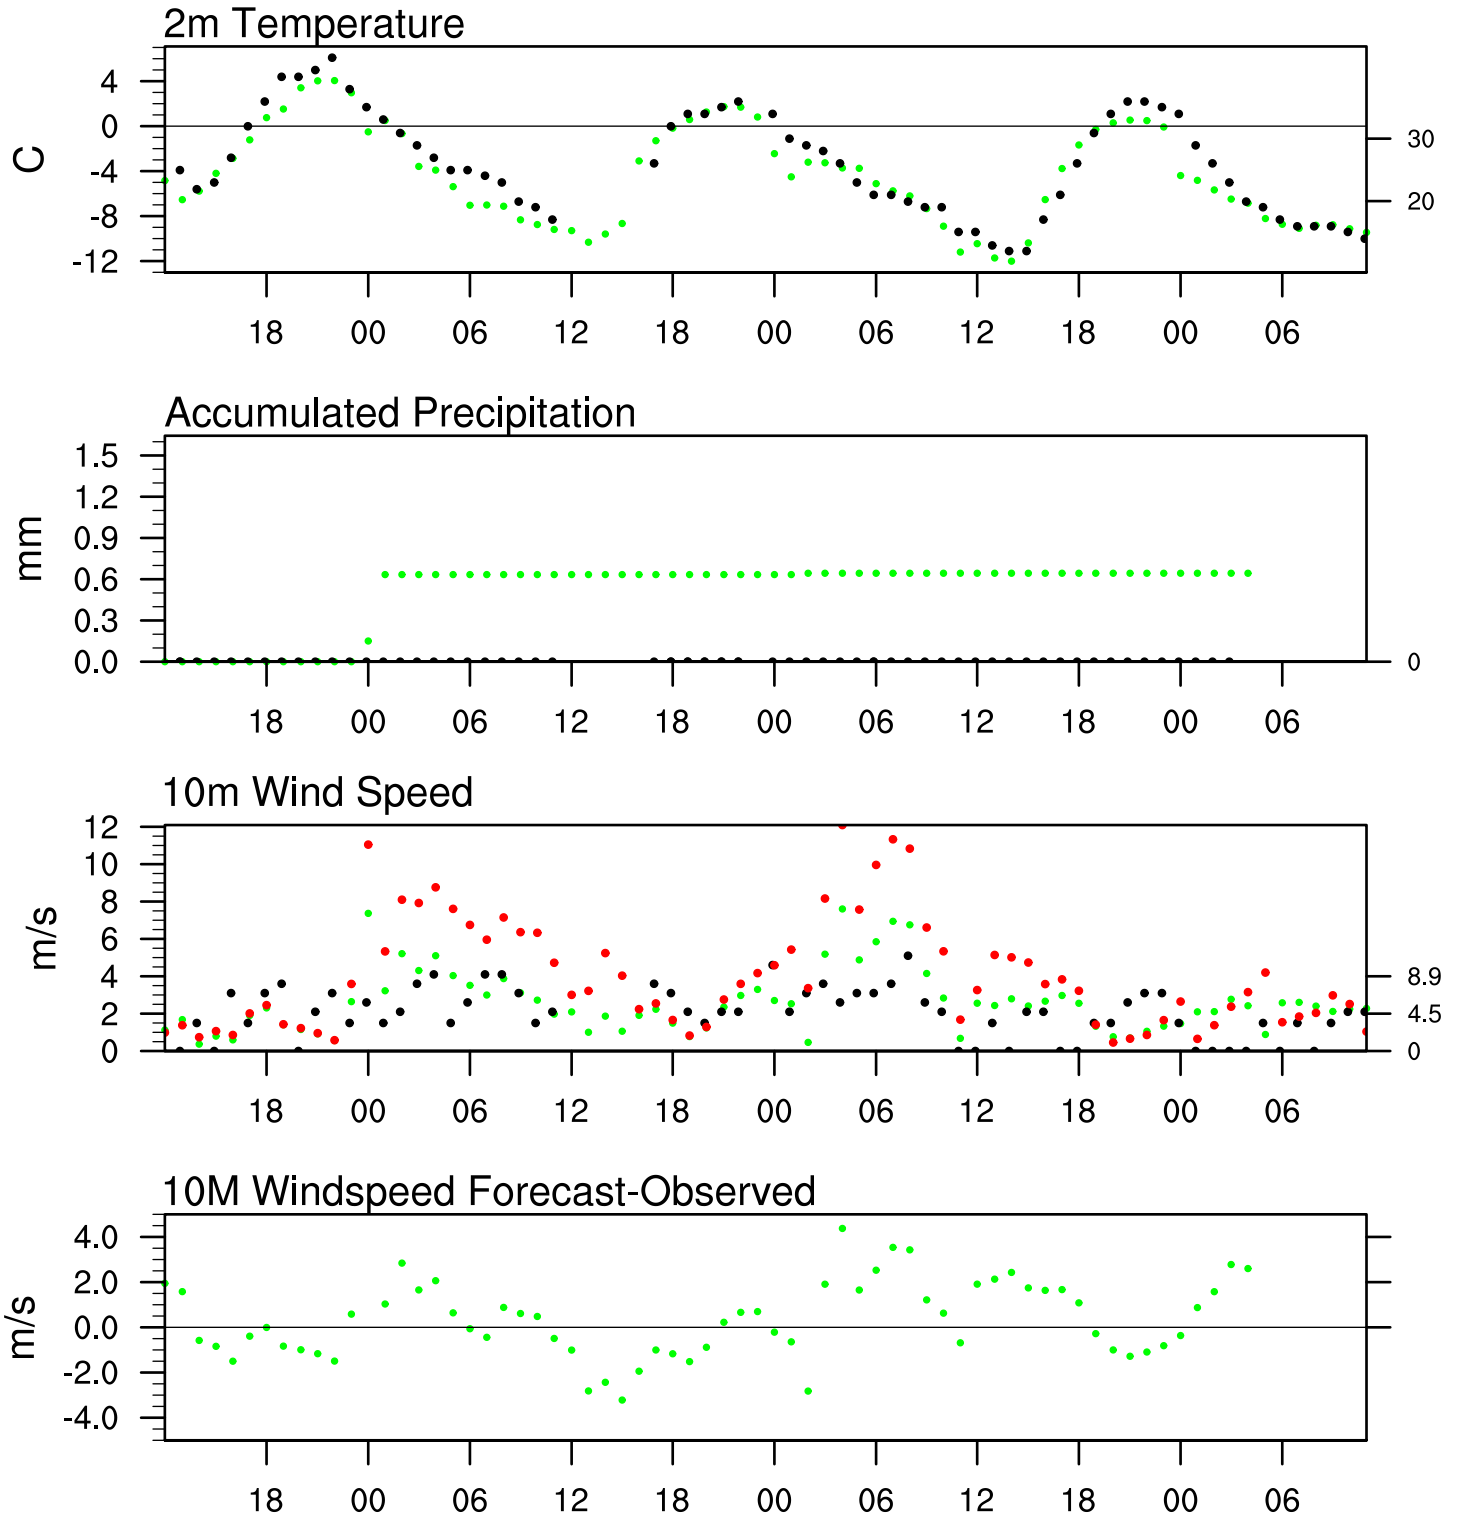 2m Temperature
4
0
-4
-8
-12
C
30
20
18 00 06 12 18 00 06 12 18 00 06
Accumulated Precipitation
1.5
1.2
0.9
0.6
0.3
0.0
mm
0
18 00 06 12 18 00 06 12 18 00 06
10m Wind Speed
12
10
8
6
4
2
0
m/s
8.9
4.5
0
18 00 06 12 18 00 06 12 18 00 06
10M Windspeed Forecast-Observed
4.0
2.0
0.0
-2.0
-4.0
m/s
18 00 06 12 18 00 06 12 18 00 06